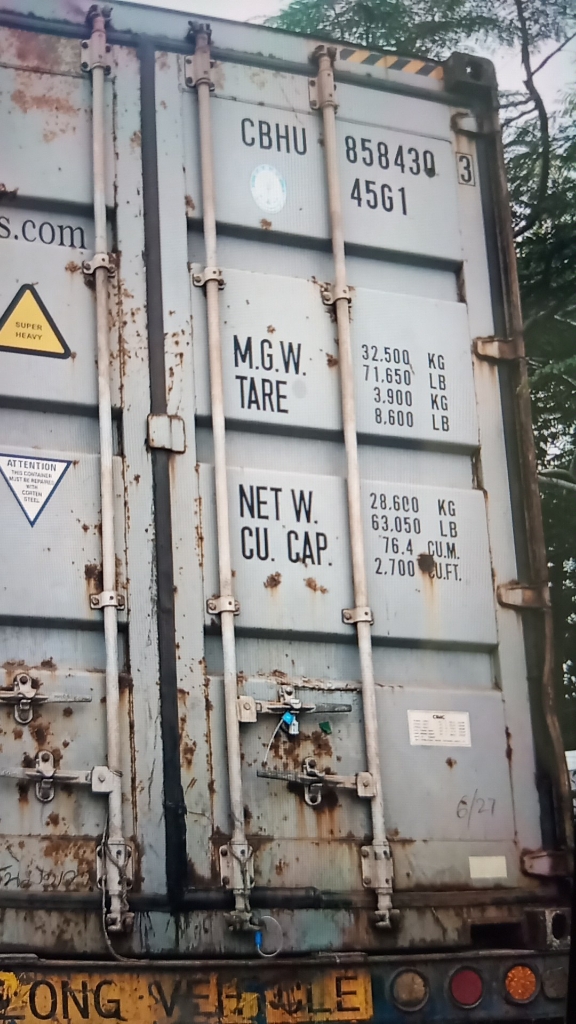 CBHU 858430 3
45G1
s.com
SUPER
HEAVY
M.G.W. 32.500 KG
71.650 LB
TARE 3.900 KG
8.600 LB
ATTENTION
THIS CONTAINER
MUST BE REPAIRED
WITH
CORTEN
STEEL
NET W. 28.600 KG
63.050 LB
CU. CAP. 76.4 CU.M.
2.700 CU.FT.
6/27
LONG VEHICLE